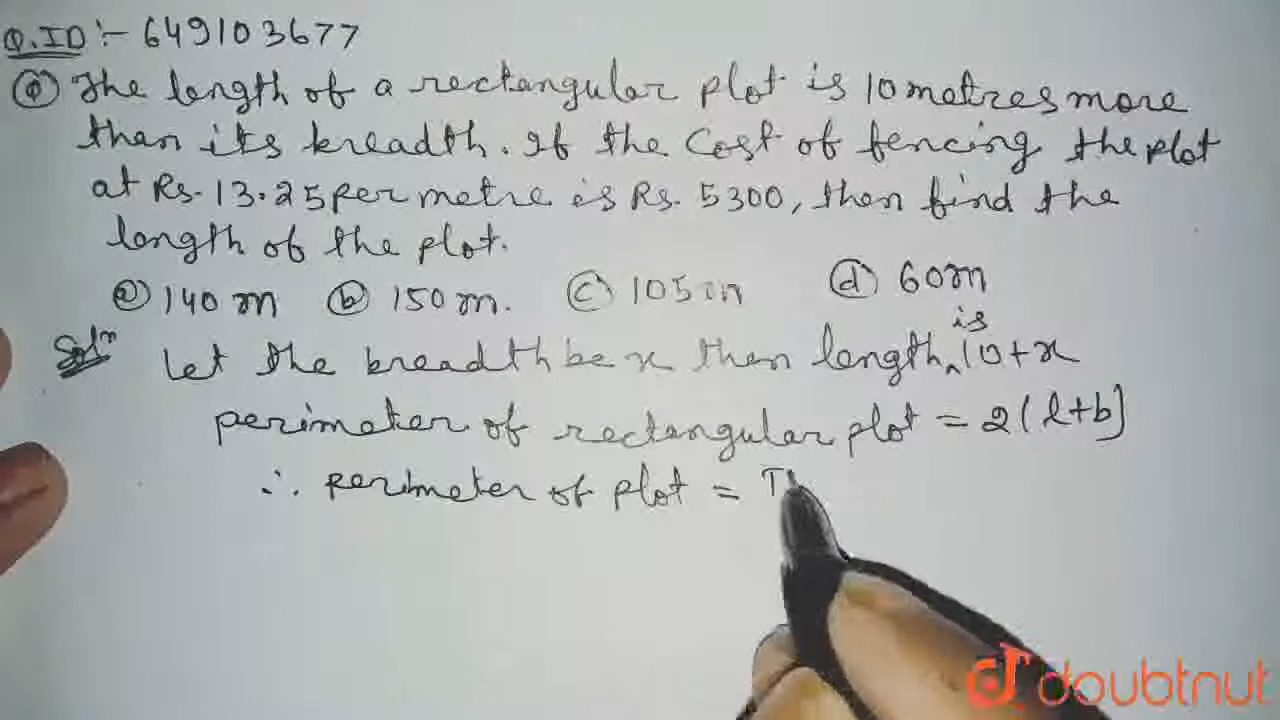 Q.ID :- 649103677
Q The length of a rectangular plot is 10 metres more
than its breadth. If the cost of fencing the plot
at Rs. 13.25 per metre is Rs. 5300, then find the
length of the plot.
a 140 m b 150 m. c 105 m d 60m
Solⁿ Let the breadth be x then length is 10+x
perimeter of rectangular plot = 2(l+b)
∴ perimeter of plot = T
doubtnut